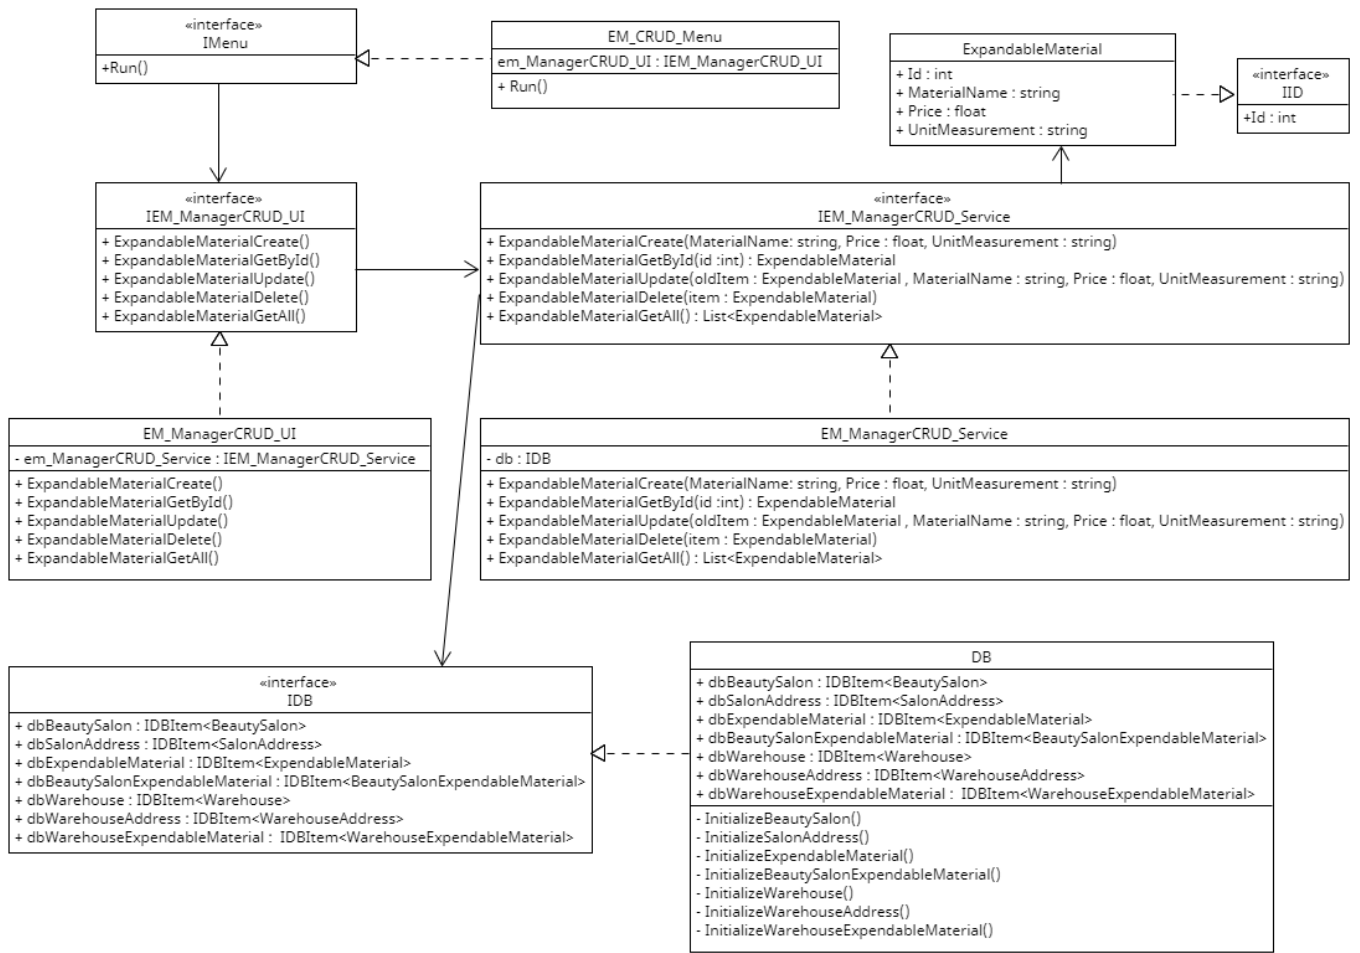 «interface»
IMenu
+Run()
EM_CRUD_Menu
em_ManagerCRUD_UI : IEM_ManagerCRUD_UI
+ Run()
ExpandableMaterial
+ Id : int
+ MaterialName : string
+ Price : float
+ UnitMeasurement : string
«interface»
IID
+Id : int
«interface»
IEM_ManagerCRUD_UI
+ ExpandableMaterialCreate()
+ ExpandableMaterialGetById()
+ ExpandableMaterialUpdate()
+ ExpandableMaterialDelete()
+ ExpandableMaterialGetAll()
«interface»
IEM_ManagerCRUD_Service
+ ExpandableMaterialCreate(MaterialName: string, Price : float, UnitMeasurement : string)
+ ExpandableMaterialGetById(id :int) : ExpendableMaterial
+ ExpandableMaterialUpdate(oldItem : ExpendableMaterial , MaterialName : string, Price : float, UnitMeasurement : string)
+ ExpandableMaterialDelete(item : ExpendableMaterial)
+ ExpandableMaterialGetAll() : List<ExpendableMaterial>
EM_ManagerCRUD_UI
- em_ManagerCRUD_Service : IEM_ManagerCRUD_Service
+ ExpandableMaterialCreate()
+ ExpandableMaterialGetById()
+ ExpandableMaterialUpdate()
+ ExpandableMaterialDelete()
+ ExpandableMaterialGetAll()
EM_ManagerCRUD_Service
- db : IDB
+ ExpandableMaterialCreate(MaterialName: string, Price : float, UnitMeasurement : string)
+ ExpandableMaterialGetById(id :int) : ExpendableMaterial
+ ExpandableMaterialUpdate(oldItem : ExpendableMaterial , MaterialName : string, Price : float, UnitMeasurement : string)
+ ExpandableMaterialDelete(item : ExpendableMaterial)
+ ExpandableMaterialGetAll() : List<ExpendableMaterial>
«interface»
IDB
+ dbBeautySalon : IDBItem<BeautySalon>
+ dbSalonAddress : IDBItem<SalonAddress>
+ dbExpendableMaterial : IDBItem<ExpendableMaterial>
+ dbBeautySalonExpendableMaterial : IDBItem<BeautySalonExpendableMaterial>
+ dbWarehouse : IDBItem<Warehouse>
+ dbWarehouseAddress : IDBItem<WarehouseAddress>
+ dbWarehouseExpendableMaterial :  IDBItem<WarehouseExpendableMaterial>
DB
+ dbBeautySalon : IDBItem<BeautySalon>
+ dbSalonAddress : IDBItem<SalonAddress>
+ dbExpendableMaterial : IDBItem<ExpendableMaterial>
+ dbBeautySalonExpendableMaterial : IDBItem<BeautySalonExpendableMaterial>
+ dbWarehouse : IDBItem<Warehouse>
+ dbWarehouseAddress : IDBItem<WarehouseAddress>
+ dbWarehouseExpendableMaterial :  IDBItem<WarehouseExpendableMaterial>
- InitializeBeautySalon()
- InitializeSalonAddress()
- InitializeExpendableMaterial()
- InitializeBeautySalonExpendableMaterial()
- InitializeWarehouse()
- InitializeWarehouseAddress()
- InitializeWarehouseExpendableMaterial()